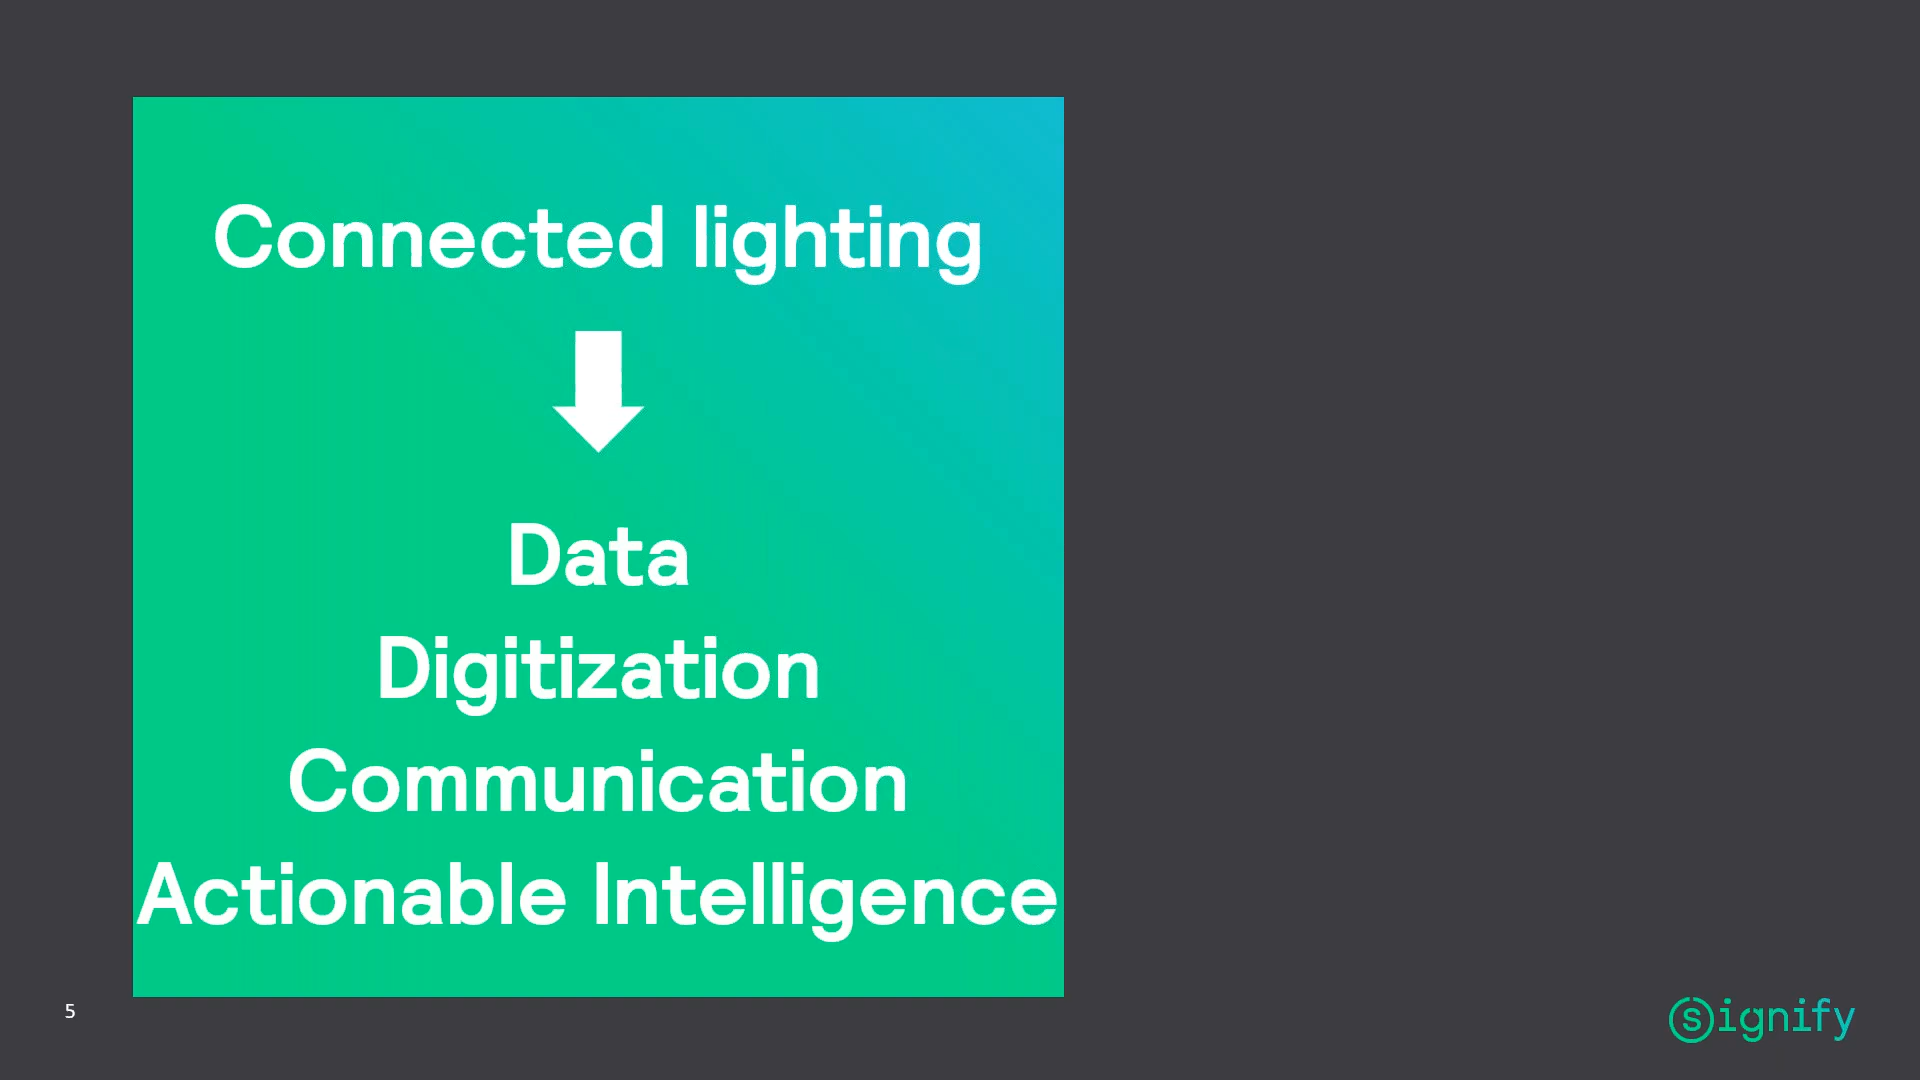 Connected lighting
Data
Digitization
Communication
Actionable Intelligence
5
signify